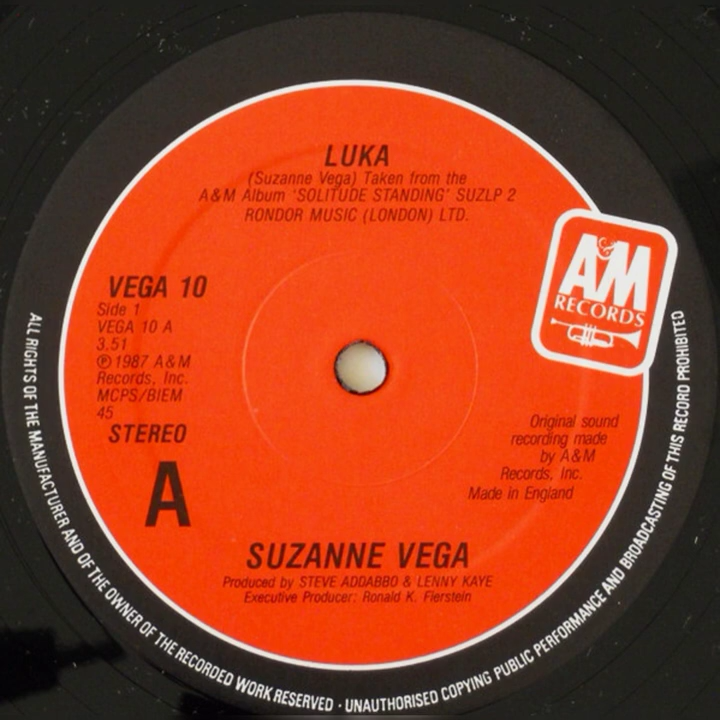 LUKA
(Suzanne Vega) Taken from the
A&M Album 'SOLITUDE STANDING' SUZLP 2
RONDOR MUSIC (LONDON) LTD.
A&M
RECORDS
VEGA 10
Side 1
VEGA 10 A
3.51
℗ 1987 A&M
Records, Inc.
MCPS/BIEM
45
STEREO
A
Original sound
recording made
by A&M
Records, Inc.
Made in England
SUZANNE VEGA
Produced by STEVE ADDABBO & LENNY KAYE
Executive Producer: Ronald K. Fierstein
ALL RIGHTS OF THE MANUFACTURER AND OF THE OWNER OF THE RECORDED WORK RESERVED · UNAUTHORISED COPYING PUBLIC PERFORMANCE AND BROADCASTING OF THIS RECORD PROHIBITED